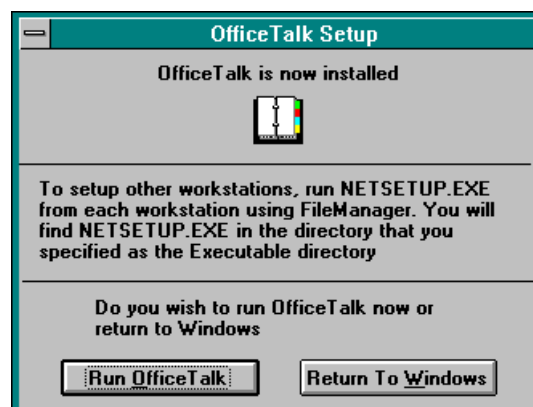 OfficeTalk Setup
OfficeTalk is now installed
To setup other workstations, run NETSETUP.EXE
from each workstation using FileManager. You will
find NETSETUP.EXE in the directory that you
specified as the Executable directory
Do you wish to run OfficeTalk now or
return to Windows
Run OfficeTalk
Return To Windows